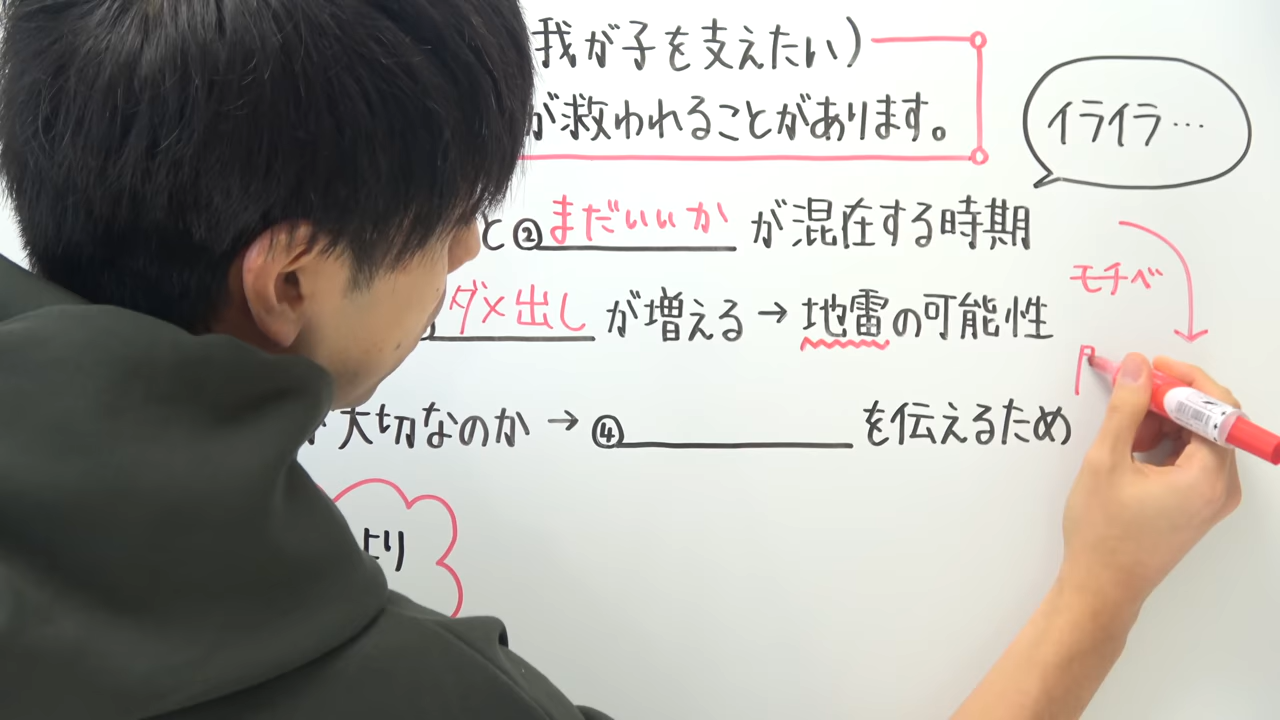 我が子を支えたい)
が救われることがあります。
イライラ…
と②まだいいか が混在する時期
モチベ
ダメ出し が増える → 地雷の可能性
大切なのか → ④ を伝えるため
より